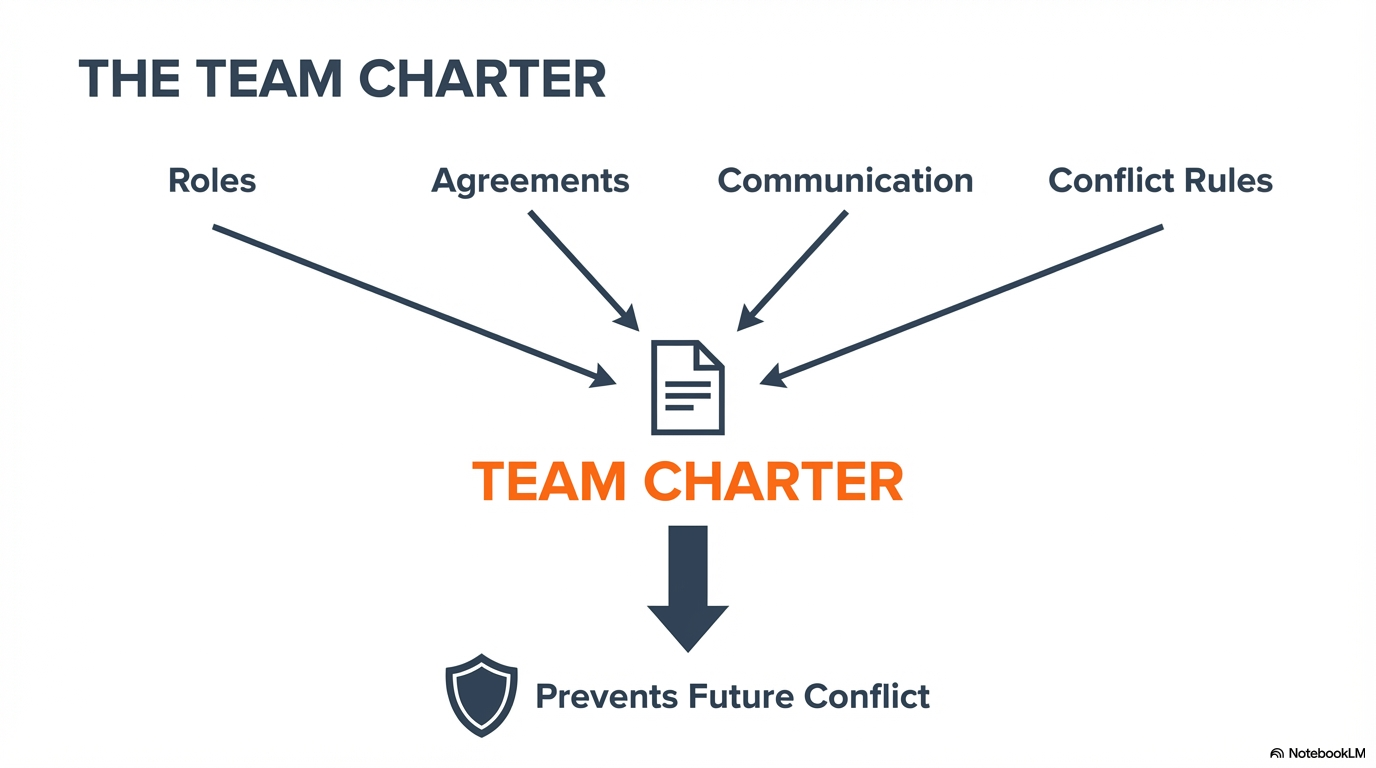 THE TEAM CHARTER
Roles
Agreements
Communication
Conflict Rules
TEAM CHARTER
Prevents Future Conflict
NotebookLM